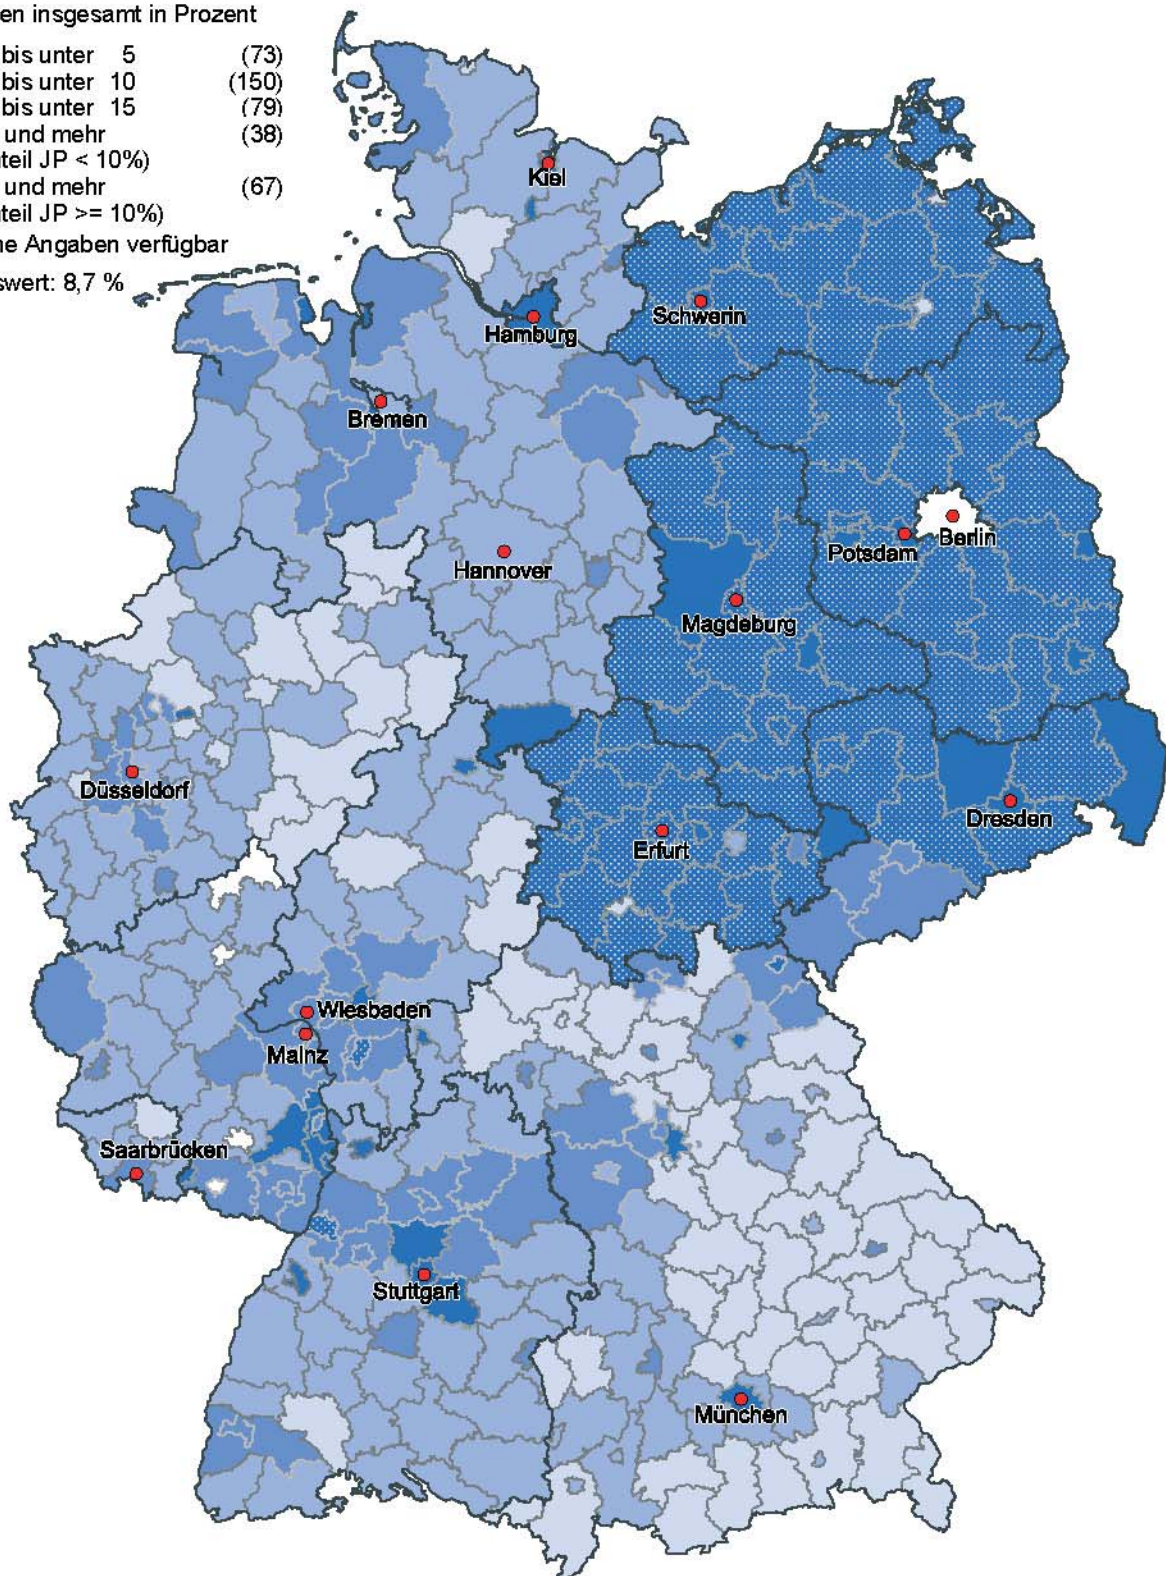 en insgesamt in Prozent
bis unter 5 (73)
bis unter 10 (150)
bis unter 15 (79)
und mehr (38)
teil JP < 10%)
und mehr (67)
teil JP >= 10%)
ne Angaben verfügbar
swert: 8,7 %
Kiel
Schwerin
Hamburg
Bremen
Berlin
Potsdam
Hannover
Magdeburg
Düsseldorf
Dresden
Erfurt
Wiesbaden
Mainz
Saarbrücken
Stuttgart
München